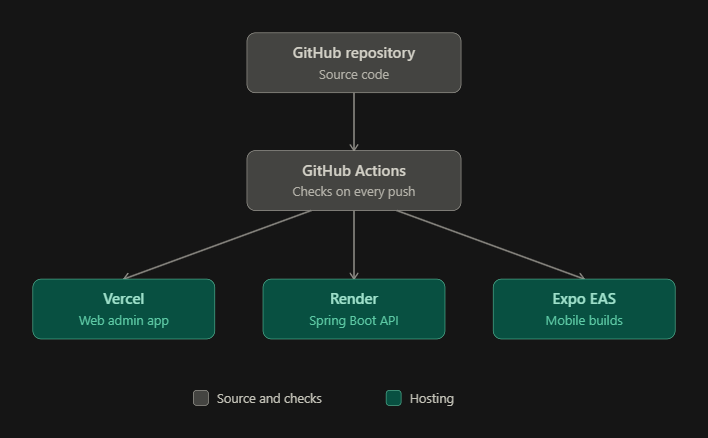 GitHub repository
Source code
GitHub Actions
Checks on every push
Vercel
Web admin app
Render
Spring Boot API
Expo EAS
Mobile builds
Source and checks
Hosting